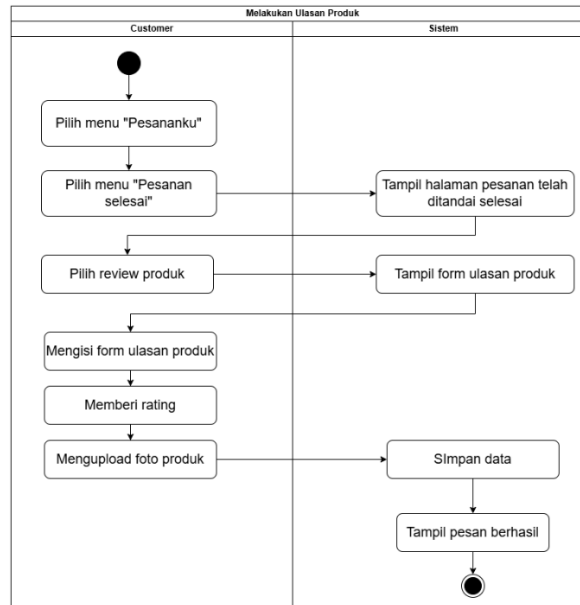 Melakukan Ulasan Produk
Customer
Sistem
Pilih menu "Pesananku"
Pilih menu "Pesanan
selesai"
Tampil halaman pesanan telah
ditandai selesai
Pilih review produk
Tampil form ulasan produk
Mengisi form ulasan produk
Memberi rating
Mengupload foto produk
SImpan data
Tampil pesan berhasil